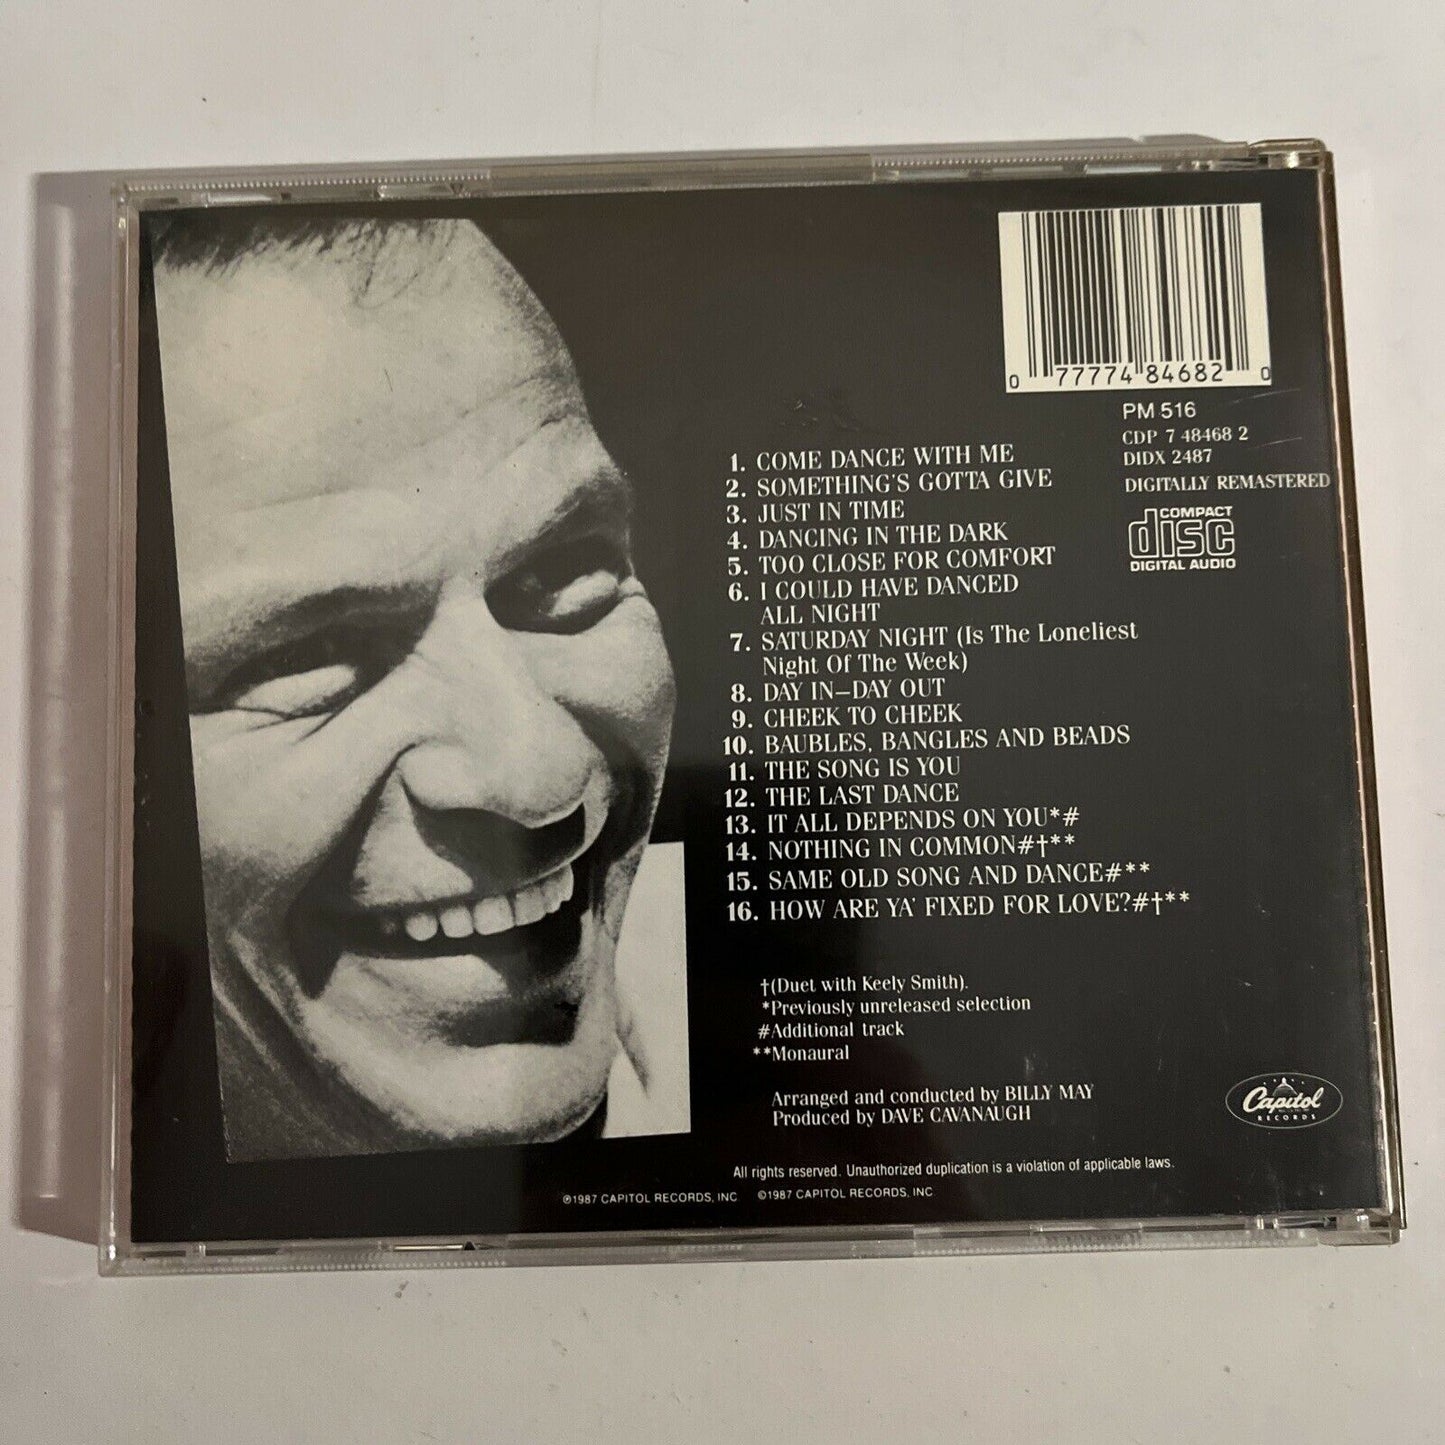 0 77774 84682 0
PM 516
CDP 7 48468 2
DIDX 2487
DIGITALLY REMASTERED
COMPACT
disc
DIGITAL AUDIO
1. COME DANCE WITH ME
2. SOMETHING'S GOTTA GIVE
3. JUST IN TIME
4. DANCING IN THE DARK
5. TOO CLOSE FOR COMFORT
6. I COULD HAVE DANCED
ALL NIGHT
7. SATURDAY NIGHT (Is The Loneliest
Night Of The Week)
8. DAY IN–DAY OUT
9. CHEEK TO CHEEK
10. BAUBLES, BANGLES AND BEADS
11. THE SONG IS YOU
12. THE LAST DANCE
13. IT ALL DEPENDS ON YOU*#
14. NOTHING IN COMMON#†**
15. SAME OLD SONG AND DANCE#**
16. HOW ARE YA' FIXED FOR LOVE?#†**
†(Duet with Keely Smith).
*Previously unreleased selection
#Additional track
**Monaural
Arranged and conducted by BILLY MAY
Produced by DAVE CAVANAUGH
Capitol
RECORDS
All rights reserved. Unauthorized duplication is a violation of applicable laws.
℗1987 CAPITOL RECORDS, INC ©1987 CAPITOL RECORDS, INC